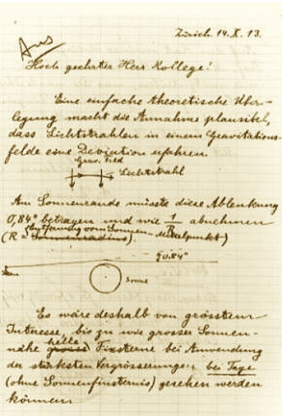 Zürich. 14. X. 13.
Hoch geehrter Herr Kollege!
Eine einfache theoretische Über-
legung macht die Annahme plausibel,
dass Lichtstrahlen in einem Gravitations-
felde eine Deviation erfahren.
Grav. Feld
Lichtstrahl
Am Sonnenrande müsste diese Ablenkung
0,84" betragen und wie 1/R abnehmen
(R = Sonnenradius Entfernung vom Sonnen-Mittelpunkt)
0.84"
Sonne
Es wäre deshalb von grösstem
Interesse, bis zu wie grosser Sonnen-
nähe grosse helle Fixsterne bei Anwendung
der stärksten Vergrösserungen bei Tage
(ohne Sonnenfinsternis) gesehen werden
können.